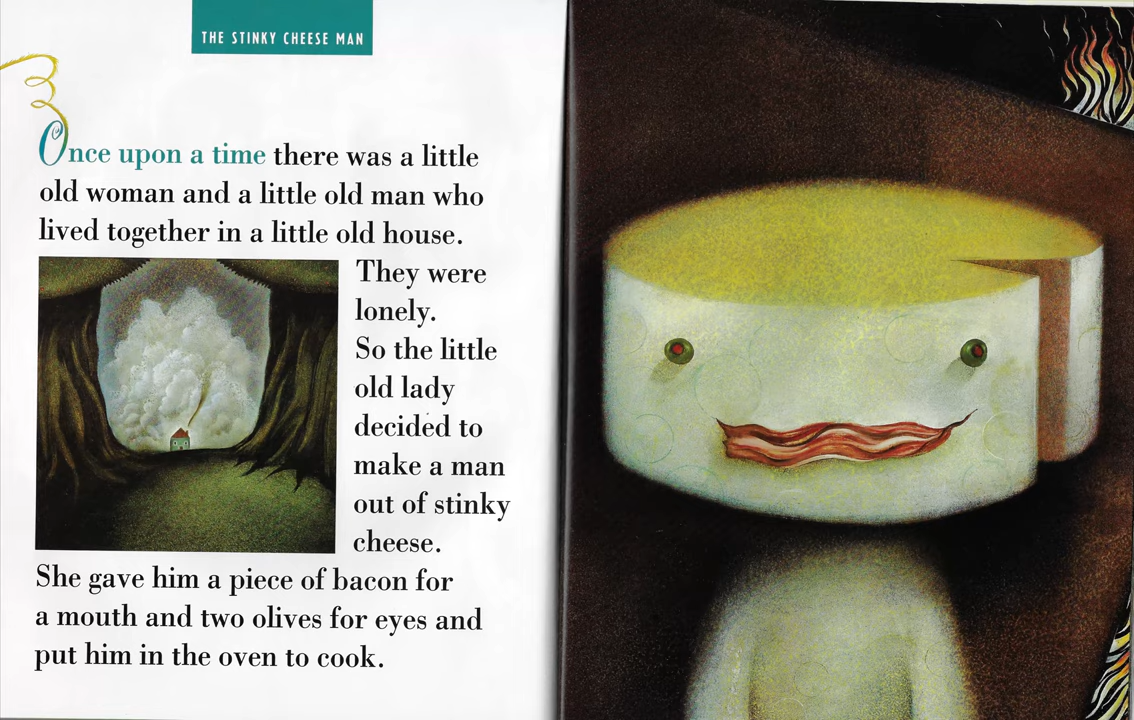 THE STINKY CHEESE MAN
Once upon a time there was a little
old woman and a little old man who
lived together in a little old house.
They were
lonely.
So the little
old lady
decided to
make a man
out of stinky
cheese.
She gave him a piece of bacon for
a mouth and two olives for eyes and
put him in the oven to cook.